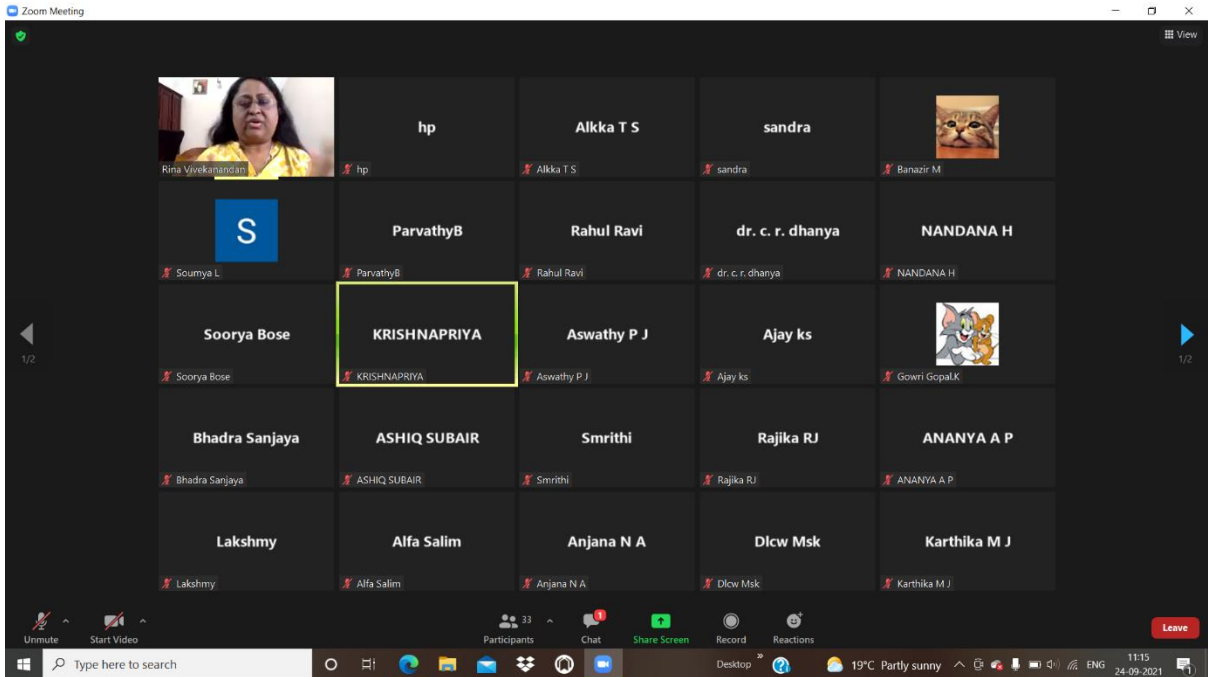 Zoom Meeting
View
Rina Vivekanandan
hp
hp
Alkka T S
Alkka T S
sandra
sandra
Banazir M
S
Soumya L
ParvathyB
ParvathyB
Rahul Ravi
Rahul Ravi
dr. c. r. dhanya
dr. c. r. dhanya
NANDANA H
NANDANA H
1/2
Soorya Bose
Soorya Bose
KRISHNAPRIYA
KRISHNAPRIYA
Aswathy P J
Aswathy P J
Ajay ks
Ajay ks
Gowri Gopal.K
1/2
Bhadra Sanjaya
Bhadra Sanjaya
ASHIQ SUBAIR
ASHIQ SUBAIR
Smrithi
Smrithi
Rajika RJ
Rajika RJ
ANANYA A P
ANANYA A P
Lakshmy
Lakshmy
Alfa Salim
Alfa Salim
Anjana N A
Anjana N A
Dlcw Msk
Dlcw Msk
Karthika M J
Karthika M J
Unmute
Start Video
33
Participants
1
Chat
Share Screen
Record
Reactions
Leave
Type here to search
Desktop
19°C Partly sunny
ENG
11:15
24-09-2021
1